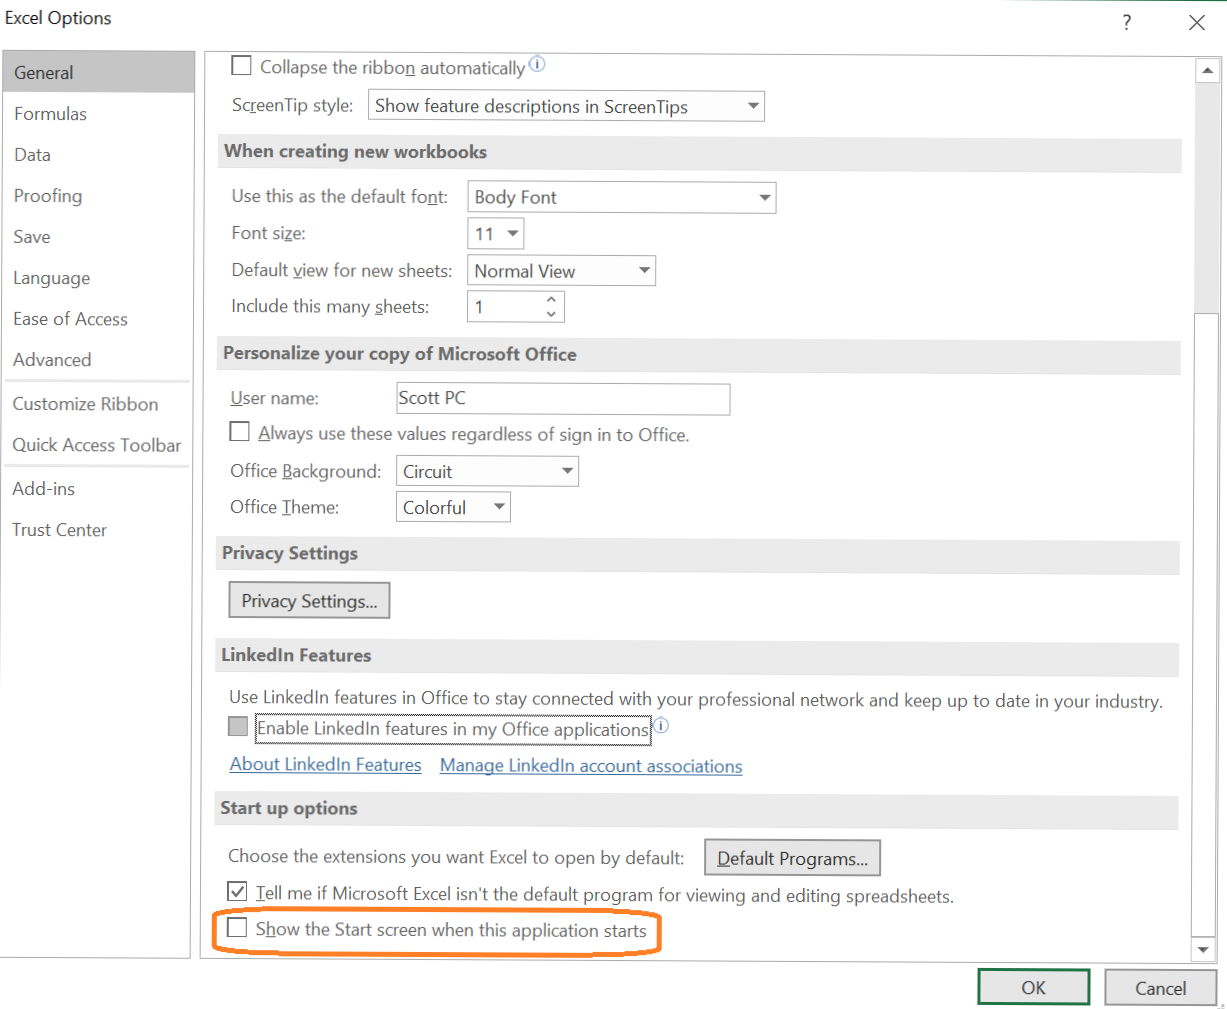 Excel Options
?
General
Formulas
Data
Proofing
Save
Language
Ease of Access
Advanced
Customize Ribbon
Quick Access Toolbar
Add-ins
Trust Center
Collapse the ribbon automatically
ScreenTip style: Show feature descriptions in ScreenTips
When creating new workbooks
Use this as the default font: Body Font
Font size: 11
Default view for new sheets: Normal View
Include this many sheets: 1
Personalize your copy of Microsoft Office
User name: Scott PC
Always use these values regardless of sign in to Office.
Office Background: Circuit
Office Theme: Colorful
Privacy Settings
Privacy Settings...
LinkedIn Features
Use LinkedIn features in Office to stay connected with your professional network and keep up to date in your industry.
Enable LinkedIn features in my Office applications
About LinkedIn Features Manage LinkedIn account associations
Start up options
Choose the extensions you want Excel to open by default: Default Programs...
Tell me if Microsoft Excel isn't the default program for viewing and editing spreadsheets.
Show the Start screen when this application starts
OK Cancel